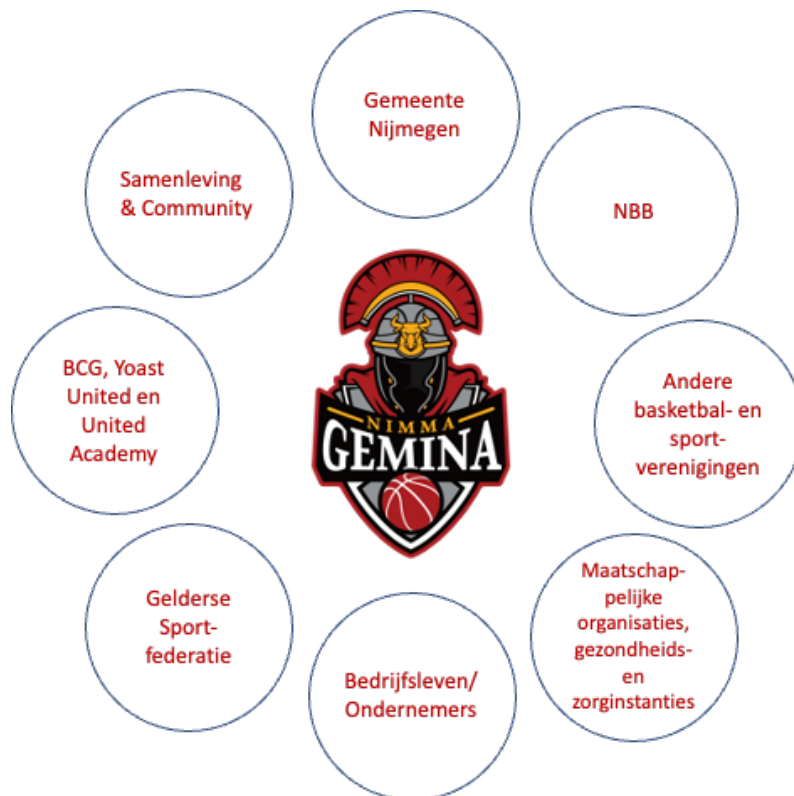 Gemeente
Nijmegen
Samenleving
& Community
NBB
BCG, Yoast
United en
United
Academy
NIMMA
GEMINA
Andere
basketbal- en
sport-
verenigingen
Gelderse
Sport-
federatie
Bedrijfsleven/
Ondernemers
Maatschap-
pelijke
organisaties,
gezondheids-
en
zorginstanties